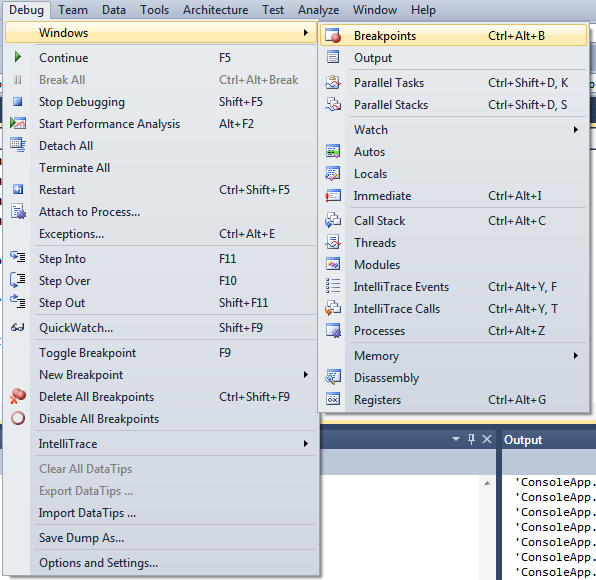 Debug Team Data Tools Architecture Test Analyze Window Help
Windows
Continue F5
Break All Ctrl+Alt+Break
Stop Debugging Shift+F5
Start Performance Analysis Alt+F2
Detach All
Terminate All
Restart Ctrl+Shift+F5
Attach to Process...
Exceptions... Ctrl+Alt+E
Step Into F11
Step Over F10
Step Out Shift+F11
QuickWatch... Shift+F9
Toggle Breakpoint F9
New Breakpoint
Delete All Breakpoints Ctrl+Shift+F9
Disable All Breakpoints
IntelliTrace
Clear All DataTips
Export DataTips ...
Import DataTips ...
Save Dump As...
Options and Settings...
Breakpoints Ctrl+Alt+B
Output
Parallel Tasks Ctrl+Shift+D, K
Parallel Stacks Ctrl+Shift+D, S
Watch
Autos
Locals
Immediate Ctrl+Alt+I
Call Stack Ctrl+Alt+C
Threads
Modules
IntelliTrace Events Ctrl+Alt+Y, F
IntelliTrace Calls Ctrl+Alt+Y, T
Processes Ctrl+Alt+Z
Memory
Disassembly
Registers Ctrl+Alt+G
Output
'ConsoleApp.
'ConsoleApp.
'ConsoleApp.
'ConsoleApp.
'ConsoleApp.
'ConsoleApp.
'ConsoleApp.